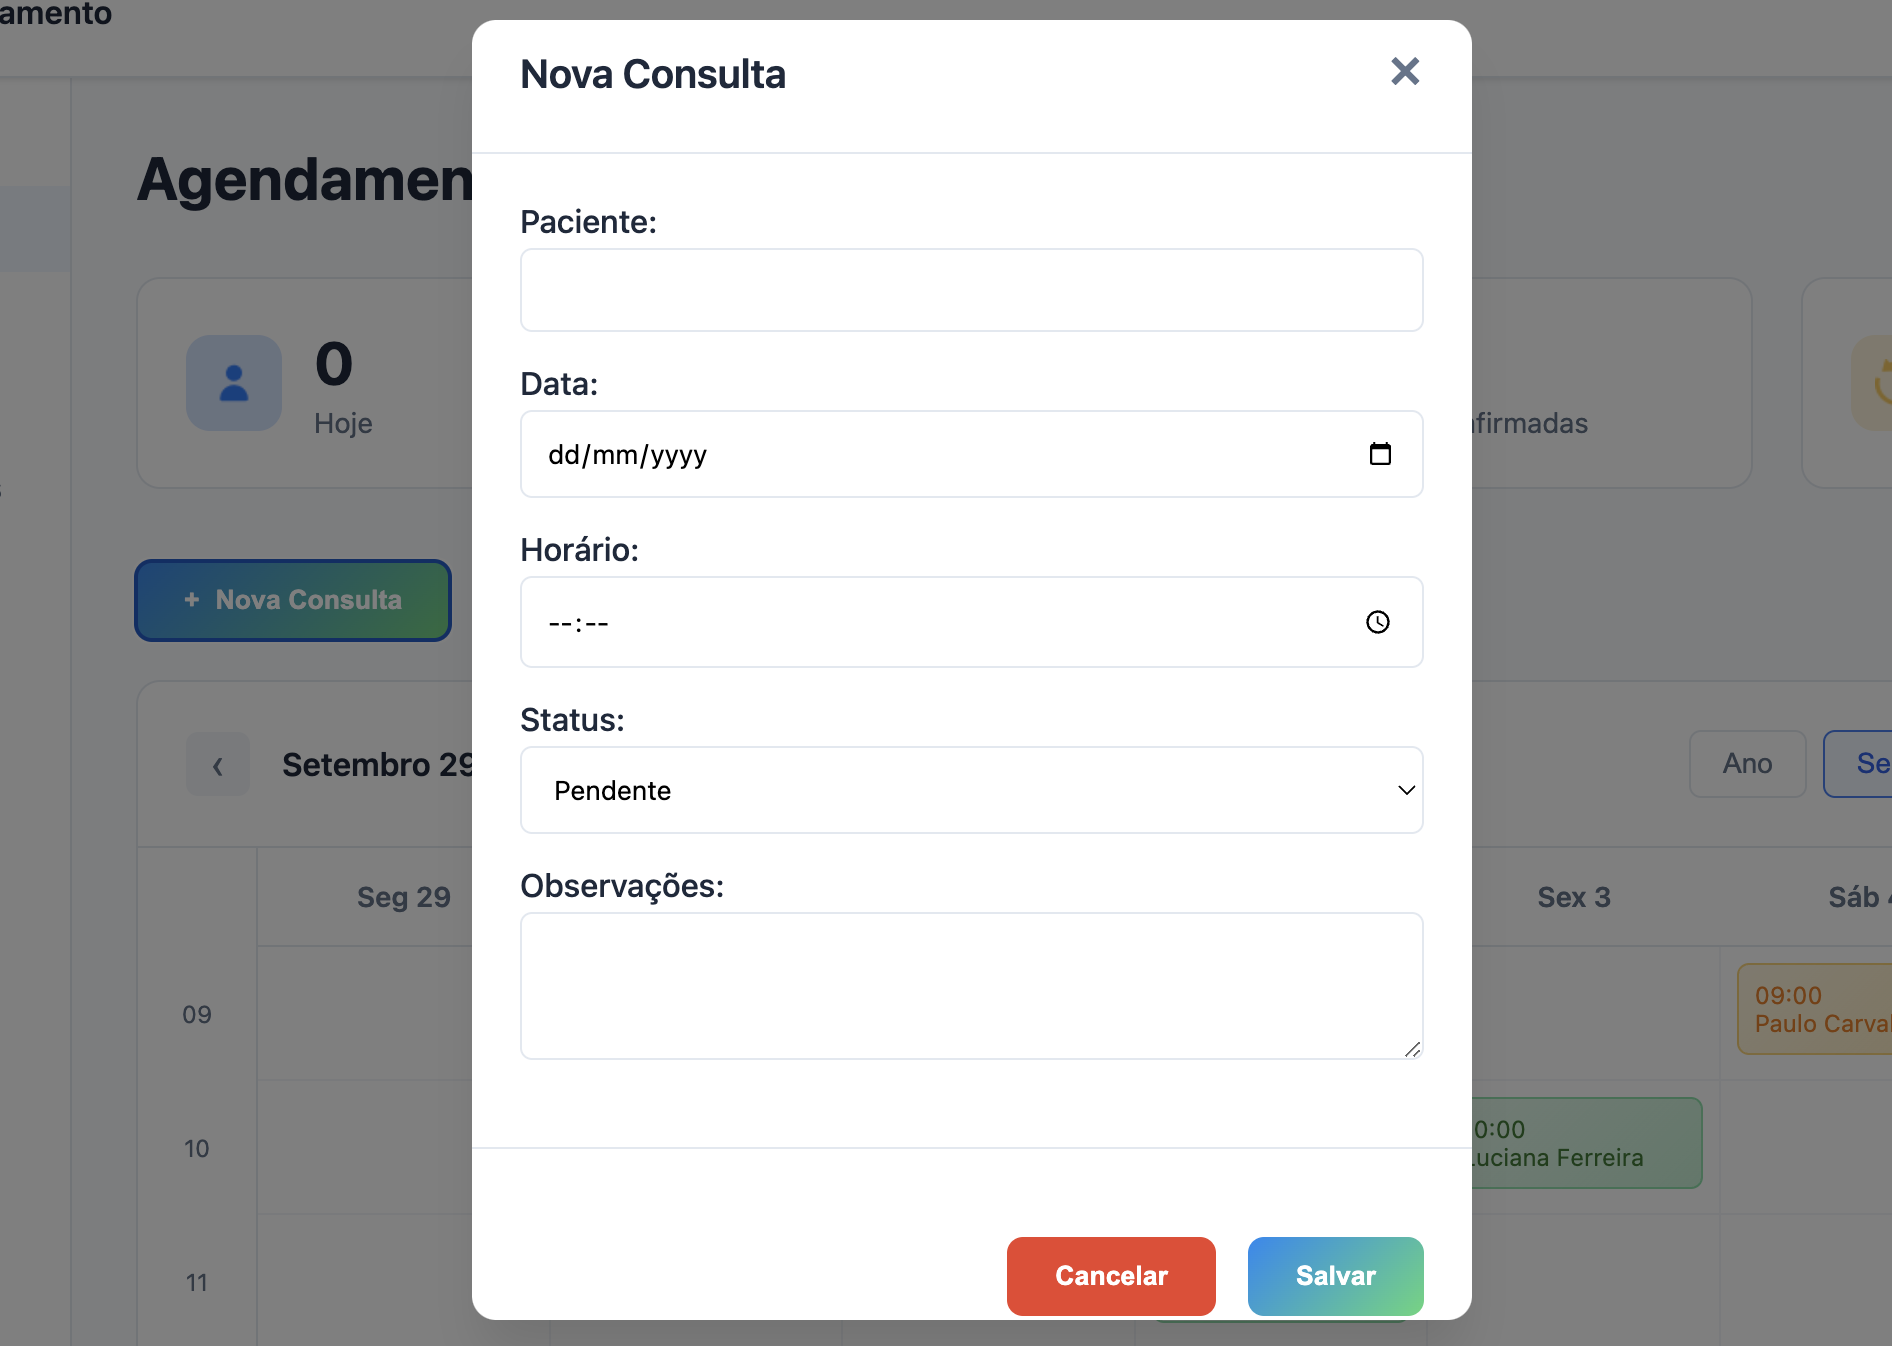 amento
Nova Consulta
Agendamen
Paciente:
0
Hoje
Data:
dd/mm/yyyy
firmadas
Horário:
--:--
+ Nova Consulta
Status:
Pendente
‹
Setembro 29
Ano
Se
Observações:
Seg 29
Sex 3
Sáb
09
09:00
Paulo Carval
10
0:00
Luciana Ferreira
11
Cancelar
Salvar